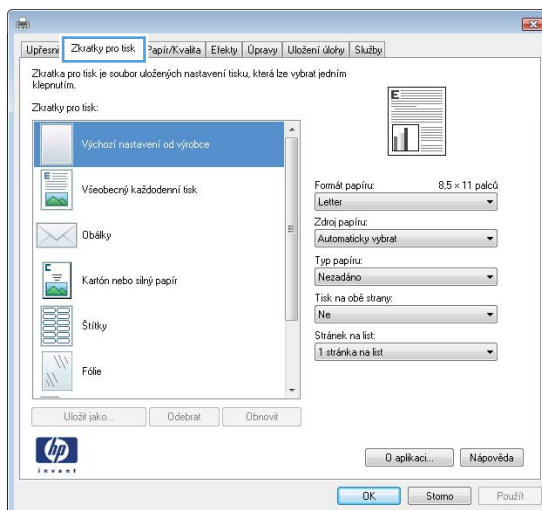 Upřesni
Zkratky pro tisk
Papír/Kvalita
Efekty
Úpravy
Uložení úlohy
Služby
Zkratka pro tisk je soubor uložených nastavení tisku, která lze vybrat jedním
klepnutím.
Zkratky pro tisk:
Výchozí nastavení od výrobce
Všeobecný každodenní tisk
Obálky
Kartón nebo silný papír
Štítky
Fólie
E
E
E
Formát papíru:
8,5 × 11 palců
Letter
Zdroj papíru:
Automaticky vybrat
Typ papíru:
Nezadáno
Tisk na obě strany:
Ne
Stránek na list:
1 stránka na list
Uložit jako...
Odebrat
Obnovit
hp
invent
O aplikaci...
Nápověda
OK
Storno
Použít